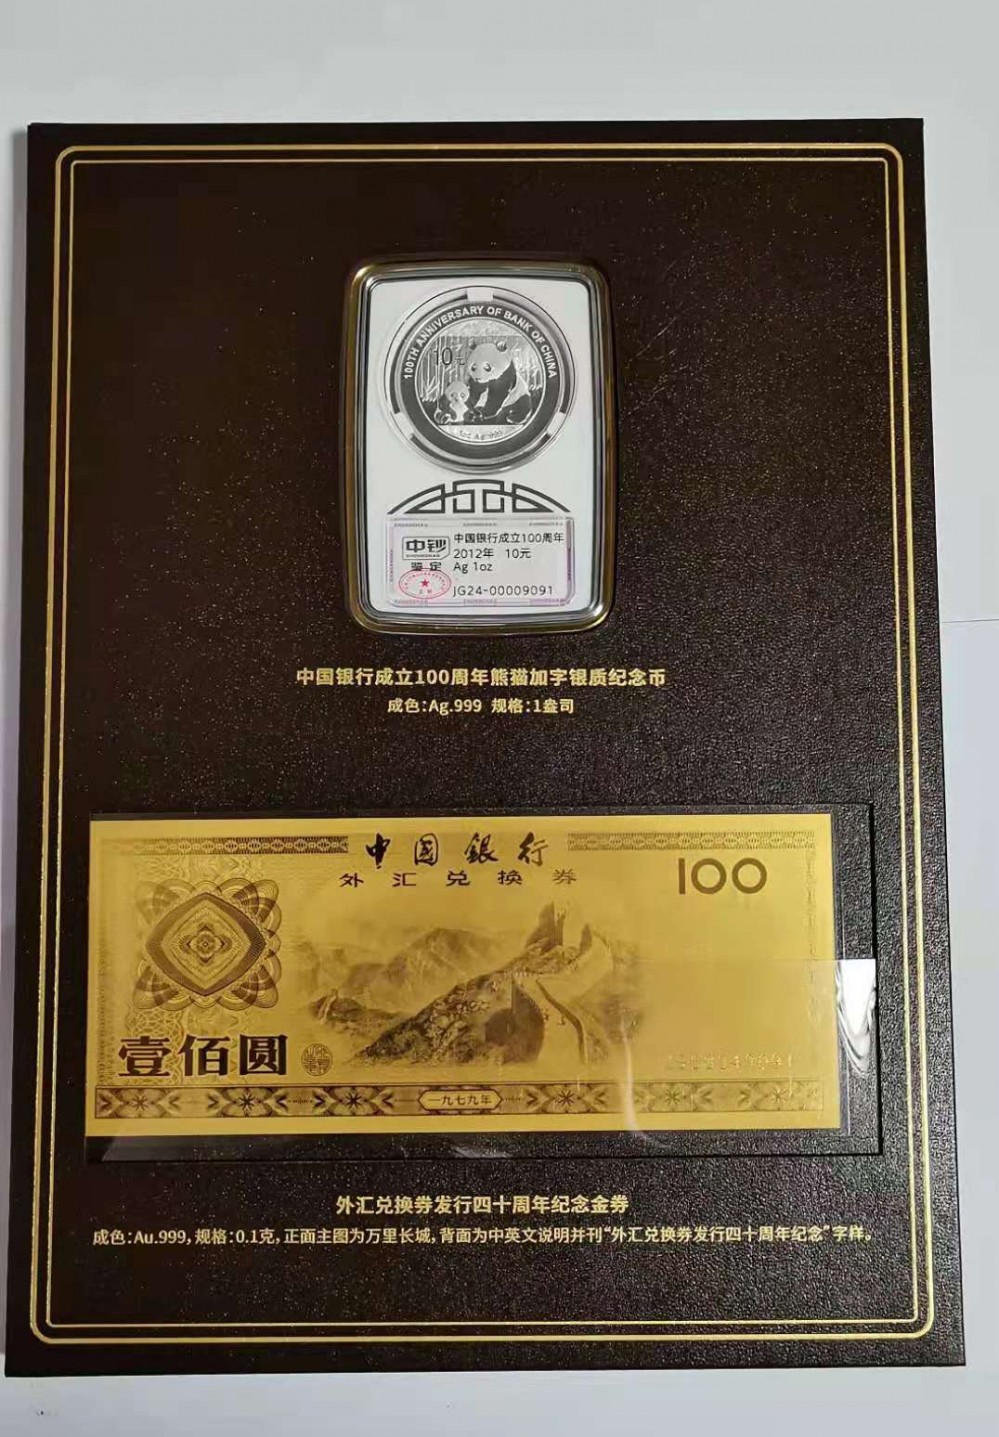 100TH ANNIVERSARY OF BANK OF CHINA
10元
1oz Ag.999
中钞
鉴定
中国银行成立100周年
2012年 10元
Ag 1oz
JG24-00009091
中国银行成立100周年熊猫加字银质纪念币
成色:Ag.999 规格:1盎司
中国銀行
外汇兑换券
100
壹佰圆
一九七九年
外汇兑换券发行四十周年纪念金券
成色:Au.999,规格:0.1克,正面主图为万里长城,背面为中英文说明并刊“外汇兑换券发行四十周年纪念”字样。